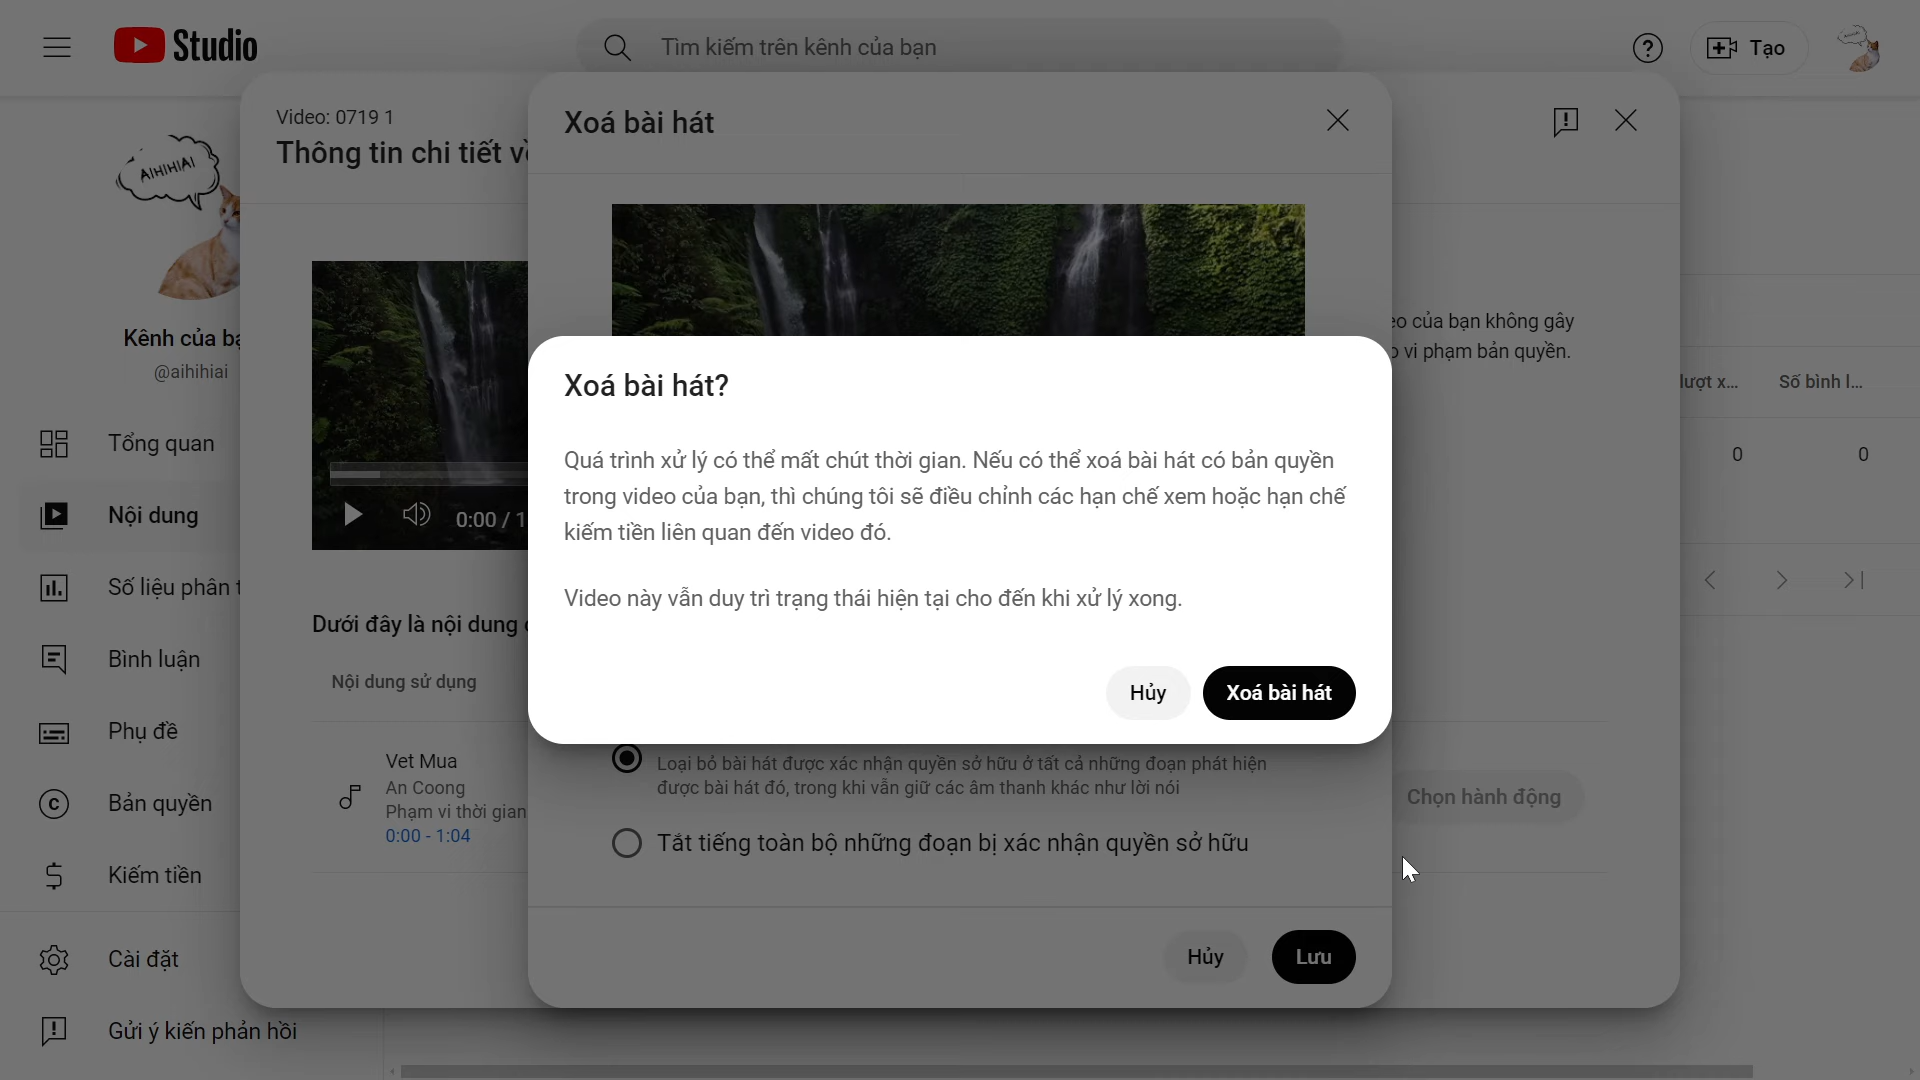 Studio
Tìm kiếm trên kênh của bạn
Tạo
Video: 0719 1
Thông tin chi tiết
Xoá bài hát
AIHIHIAI
Kênh của
@aihihiai
của bạn không gây
vi phạm bản quyền.
lượt x...
Số bình l...
0
0
Xoá bài hát?
Quá trình xử lý có thể mất chút thời gian. Nếu có thể xoá bài hát có bản quyền
trong video của bạn, thì chúng tôi sẽ điều chỉnh các hạn chế xem hoặc hạn chế
kiếm tiền liên quan đến video đó.
Video này vẫn duy trì trạng thái hiện tại cho đến khi xử lý xong.
Hủy
Xoá bài hát
Tổng quan
Nội dung
Số liệu phân
Bình luận
Phụ đề
Bản quyền
Kiếm tiền
Cài đặt
Gửi ý kiến phản hồi
0:00 / 1
Dưới đây là nội dung
Nội dung sử dụng
Vet Mua
An Coong
Phạm vi thời gian
0:00 - 1:04
Loại bỏ bài hát được xác nhận quyền sở hữu ở tất cả những đoạn phát hiện
được bài hát đó, trong khi vẫn giữ các âm thanh khác như lời nói
Tắt tiếng toàn bộ những đoạn bị xác nhận quyền sở hữu
Chọn hành động
Hủy
Lưu